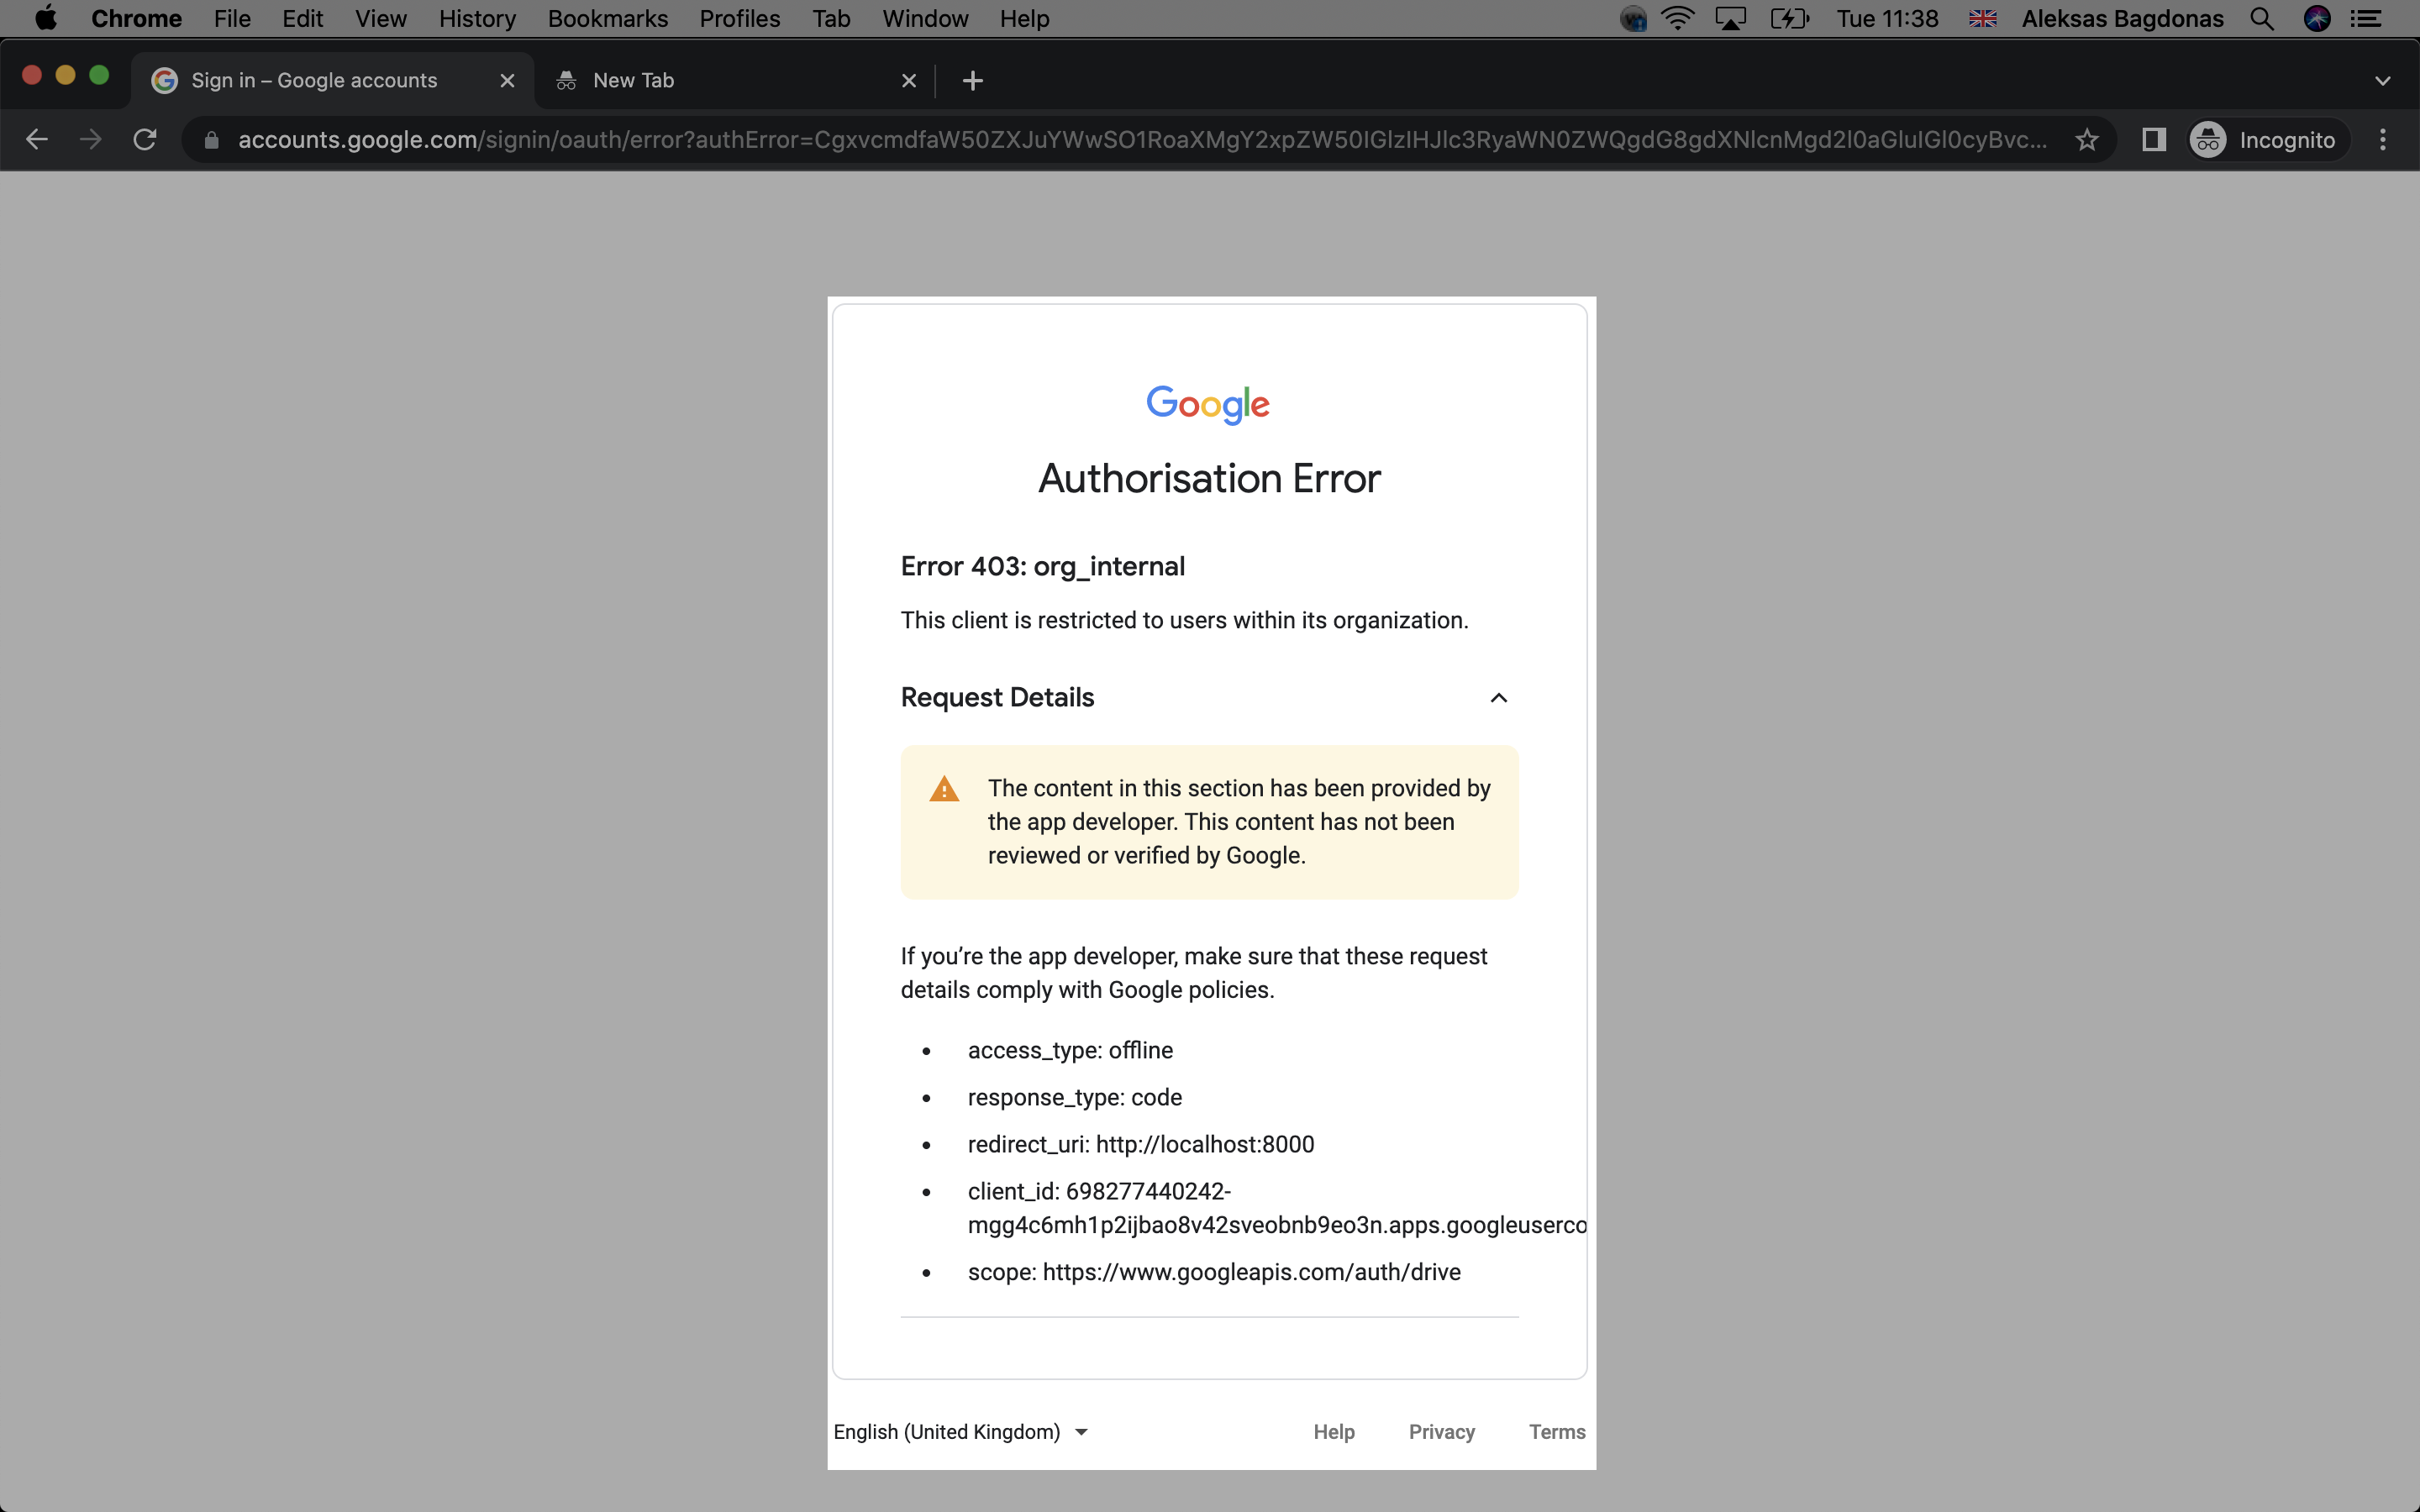 Chrome File Edit View History Bookmarks Profiles Tab Window Help Tue 11:38 Aleksas Bagdonas
Sign in – Google accounts New Tab
accounts.google.com/signin/oauth/error?authError=CgxvcmdfaW50ZXJuYWwSO1RoaXMgY2xpZW50IGlzIHJlc3RyaWN0ZWQgdG8gdXNlcnMgd2l0aGluIGl0cyBvc... Incognito
Google
Authorisation Error
Error 403: org_internal
This client is restricted to users within its organization.
Request Details
The content in this section has been provided by
the app developer. This content has not been
reviewed or verified by Google.
If you’re the app developer, make sure that these request
details comply with Google policies.
• access_type: offline
• response_type: code
• redirect_uri: http://localhost:8000
• client_id: 698277440242-
mgg4c6mh1p2ijbao8v42sveobnb9eo3n.apps.googleuserco
• scope: https://www.googleapis.com/auth/drive
English (United Kingdom) Help Privacy Terms